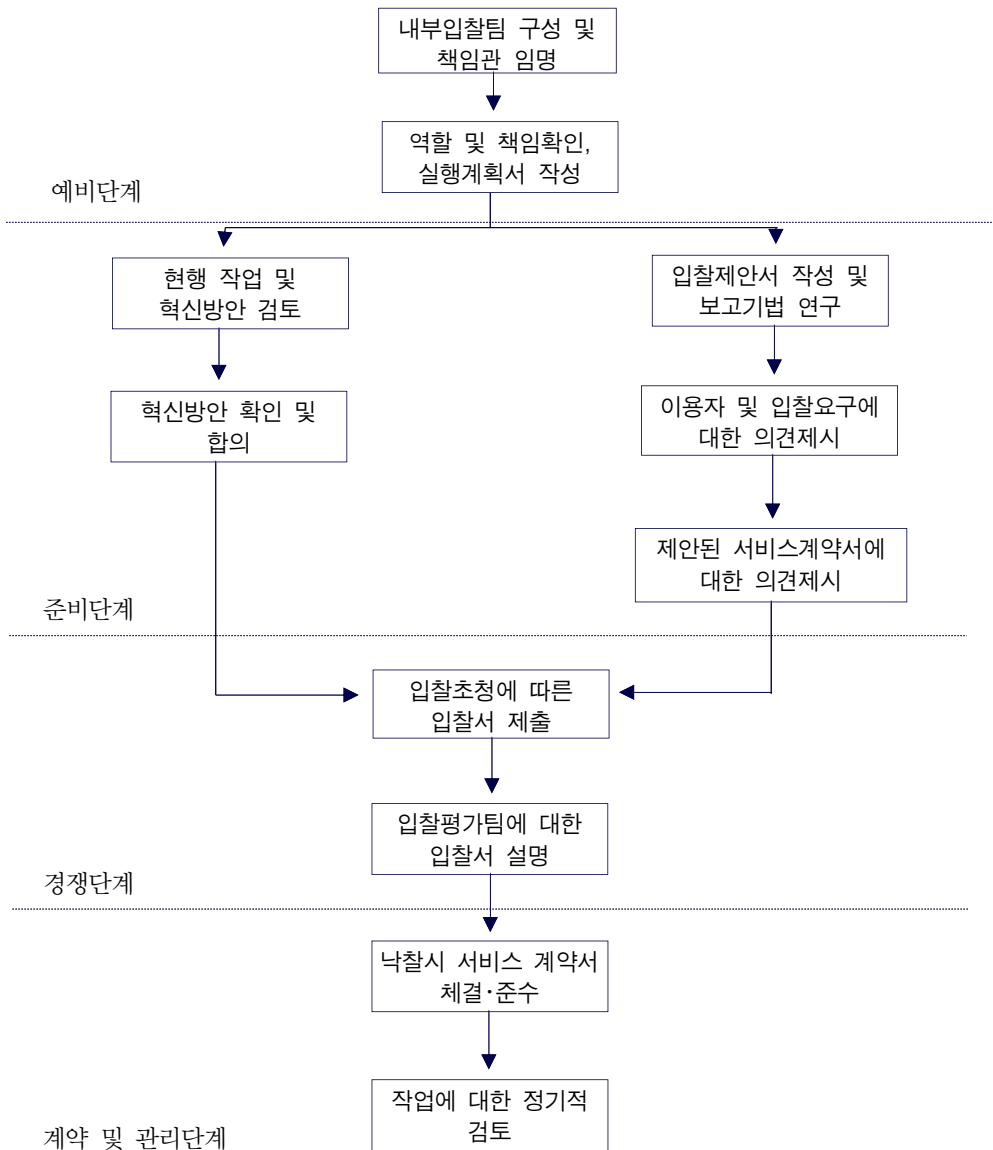 내부입찰팀 구성 및
책임관 임명
역할 및 책임확인,
실행계획서 작성
예비단계
현행 작업 및
혁신방안 검토
입찰제안서 작성 및
보고기법 연구
혁신방안 확인 및
합의
이용자 및 입찰요구에
대한 의견제시
제안된 서비스계약서에
대한 의견제시
준비단계
입찰초청에 따른
입찰서 제출
입찰평가팀에 대한
입찰서 설명
경쟁단계
낙찰시 서비스 계약서
체결·준수
작업에 대한 정기적
검토
계약 및 관리단계